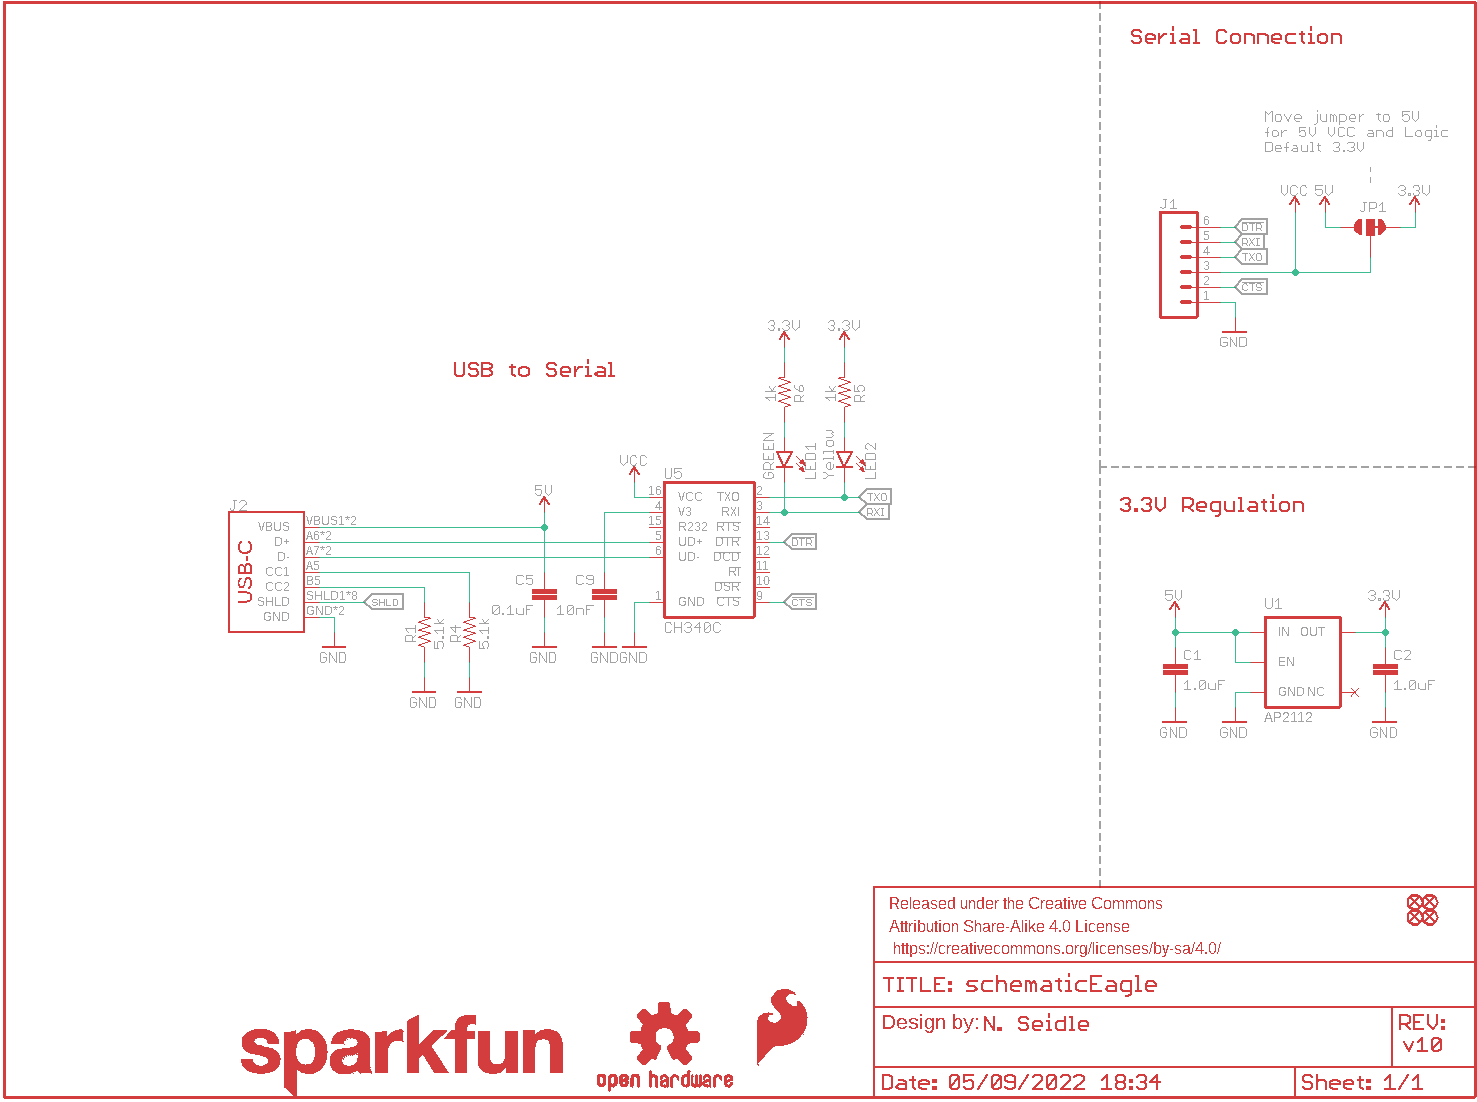 Serial Connection
Move jumper to 5V
for 5V VCC and Logic
Default 3.3V
VCC 5V 3.3V
J1 JP1
6 DTR
5 RXI
4 TXO
3
2 CTS
1
GND
USB to Serial
3.3V 3.3V
1k R6 1k R5
GREEN LED1 Yellow LED2
VCC U5
16 VCC TXO 2 TXO
4 V3 RXI 3 RXI
15 R232 RTS 14
5 UD+ DTR 13 DTR
6 UD- DCD 12
RI 11
DSR 10
1 GND CTS 9 CTS
CH340C
5V
J2
USB-C
VBUS VBUS1*2
D+ A6*2
D- A7*2
CC1 A5
CC2 B5
SHLD SHLD1*8 SHLD
GND GND*2
GND
R1 5.1k R4 5.1k
GND GND
C5 C9
0.1uF 10nF
GND GND GND
3.3V Regulation
5V U1 3.3V
IN OUT
EN
GND NC
AP2112
C1 C2
1.0uF 1.0uF
GND GND GND
Released under the Creative Commons
Attribution Share-Alike 4.0 License
https://creativecommons.org/licenses/by-sa/4.0/
TITLE: schematicEagle
Design by: N. Seidle
REV:
v10
Date: 05/09/2022 18:34
Sheet: 1/1
sparkfun
open hardware